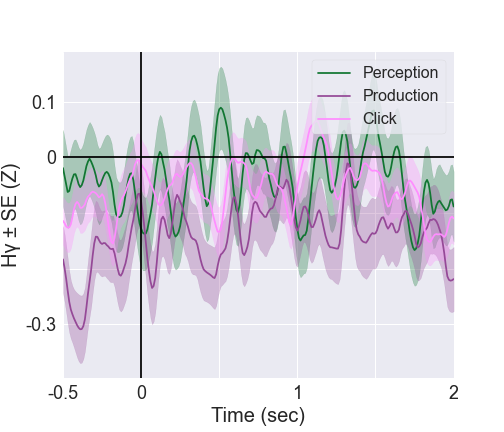 Perception
Production
Click
0.1
0
-0.3
Hγ ± SE (Z)
-0.5
0
1
2
Time (sec)